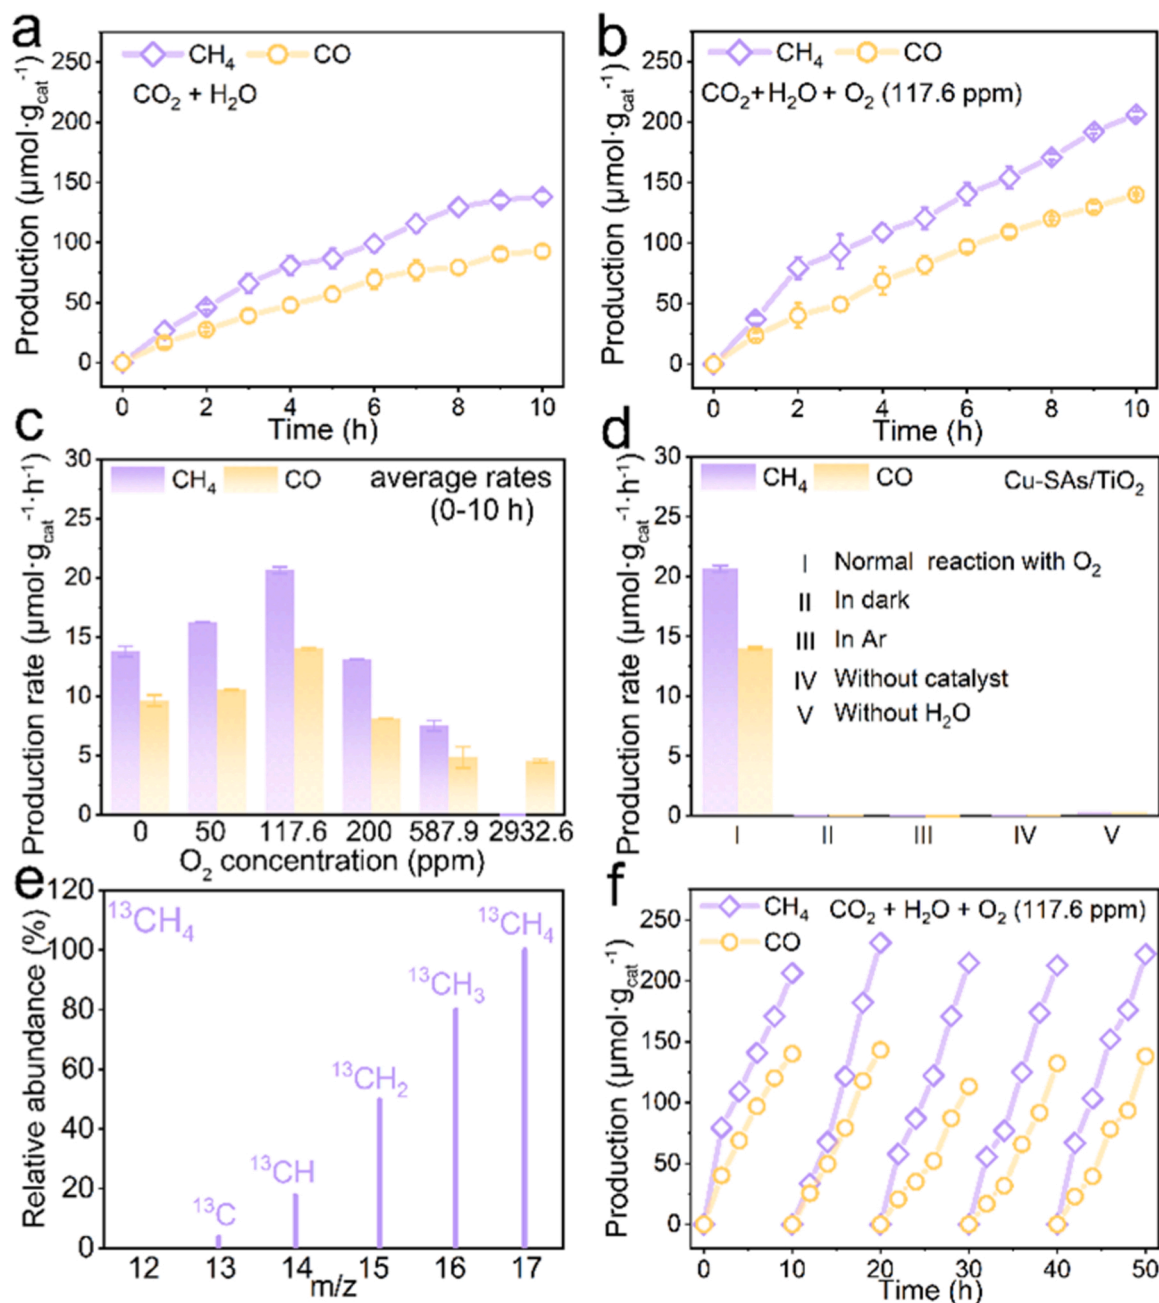 a
CH₄ CO
CO₂ + H₂O
Production (μmol·g_cat⁻¹)
250
200
150
100
50
0
0 2 4 6 8 10
Time (h)
b
CH₄ CO
CO₂+H₂O + O₂ (117.6 ppm)
Production (μmol·g_cat⁻¹)
250
200
150
100
50
0
0 2 4 6 8 10
Time (h)
c
CH₄ CO
average rates
(0-10 h)
Production rate (μmol·g_cat⁻¹·h⁻¹)
30
25
20
15
10
5
0
0 50 117.6 200 587.9 2932.6
O₂ concentration (ppm)
d
CH₄ CO
Cu-SAs/TiO₂
I Normal reaction with O₂
II In dark
III In Ar
IV Without catalyst
V Without H₂O
Production rate (μmol·g_cat⁻¹·h⁻¹)
30
25
20
15
10
5
0
I II III IV V
e
¹³CH₄
¹³C
¹³CH
¹³CH₂
¹³CH₃
¹³CH₄
Relative abundance (%)
120
100
80
60
40
20
0
12 13 14 15 16 17
m/z
f
CH₄
CO
CO₂ + H₂O + O₂ (117.6 ppm)
Production (μmol·g_cat⁻¹)
250
200
150
100
50
0
0 10 20 30 40 50
Time (h)